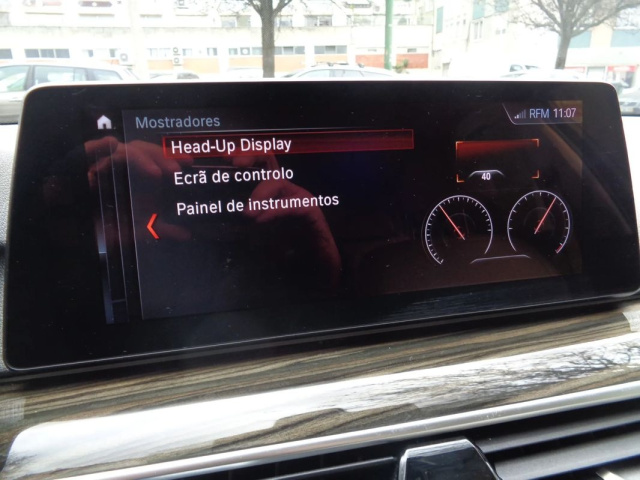 Mostradores
RFM 11:07
Head-Up Display
Ecrã de controlo
Painel de instrumentos
40